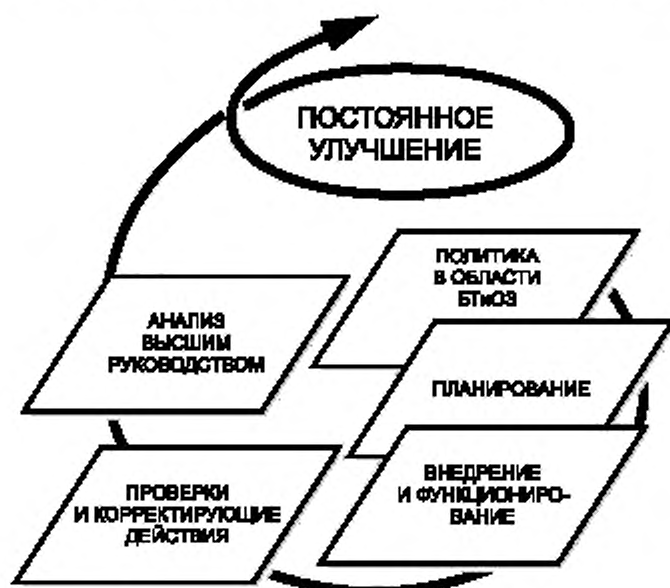 ПОСТОЯННОЕ
УЛУЧШЕНИЕ
ПОЛИТИКА
В ОБЛАСТИ
БТиОЗ
ПЛАНИРОВАНИЕ
ВНЕДРЕНИЕ
И ФУНКЦИОНИРО-
ВАНИЕ
ПРОВЕРКИ
И КОРРЕКТИРУЮЩИЕ
ДЕЙСТВИЯ
АНАЛИЗ
ВЫСШИМ
РУКОВОДСТВОМ